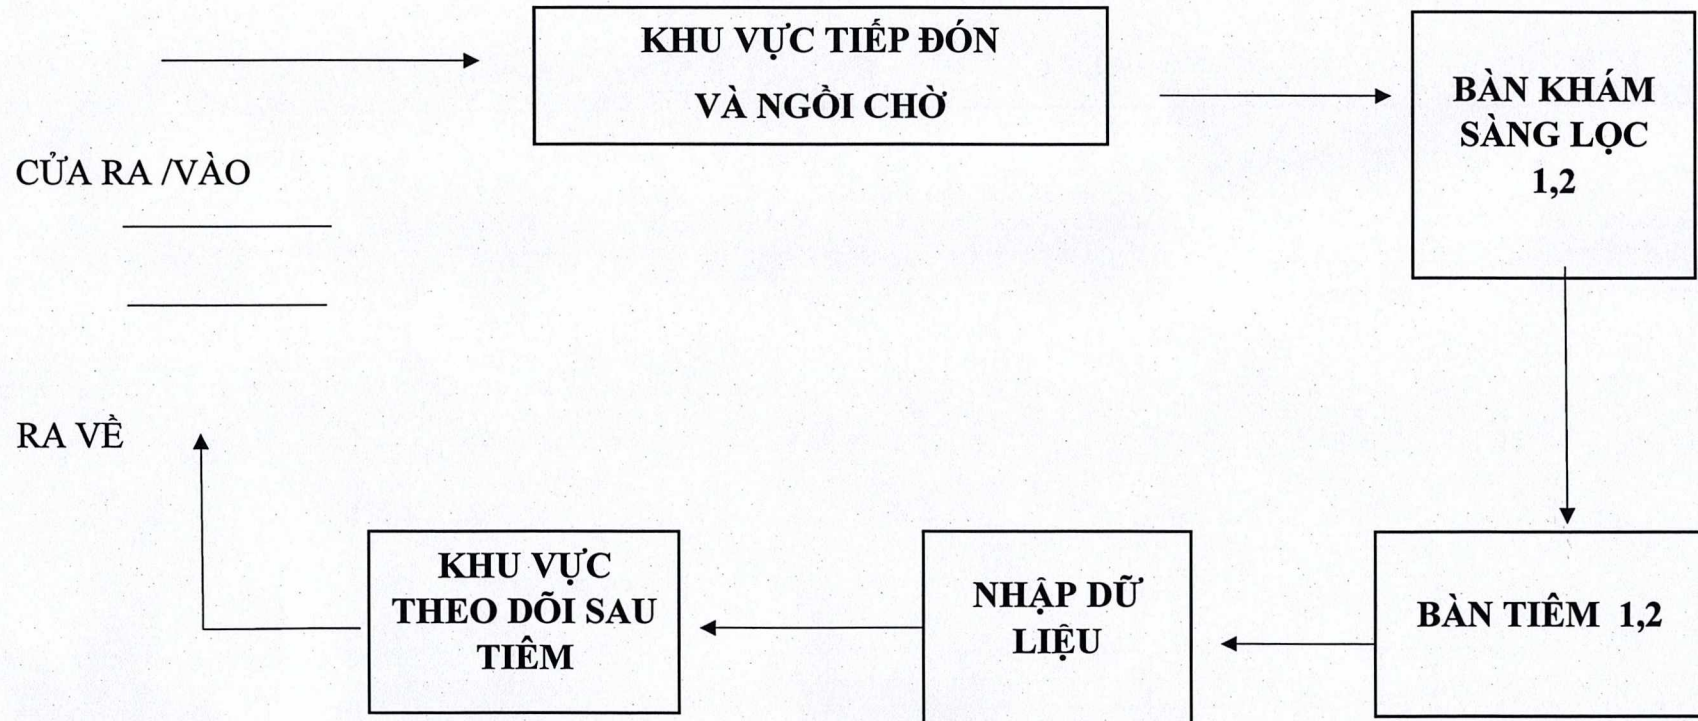 KHU VỰC TIẾP ĐÓN
VÀ NGỒI CHỜ
BÀN KHÁM
SÀNG LỌC
1,2
CỬA RA /VÀO
RA VỀ
KHU VỰC
THEO DÕI SAU
TIÊM
NHẬP DỮ
LIỆU
BÀN TIÊM 1,2